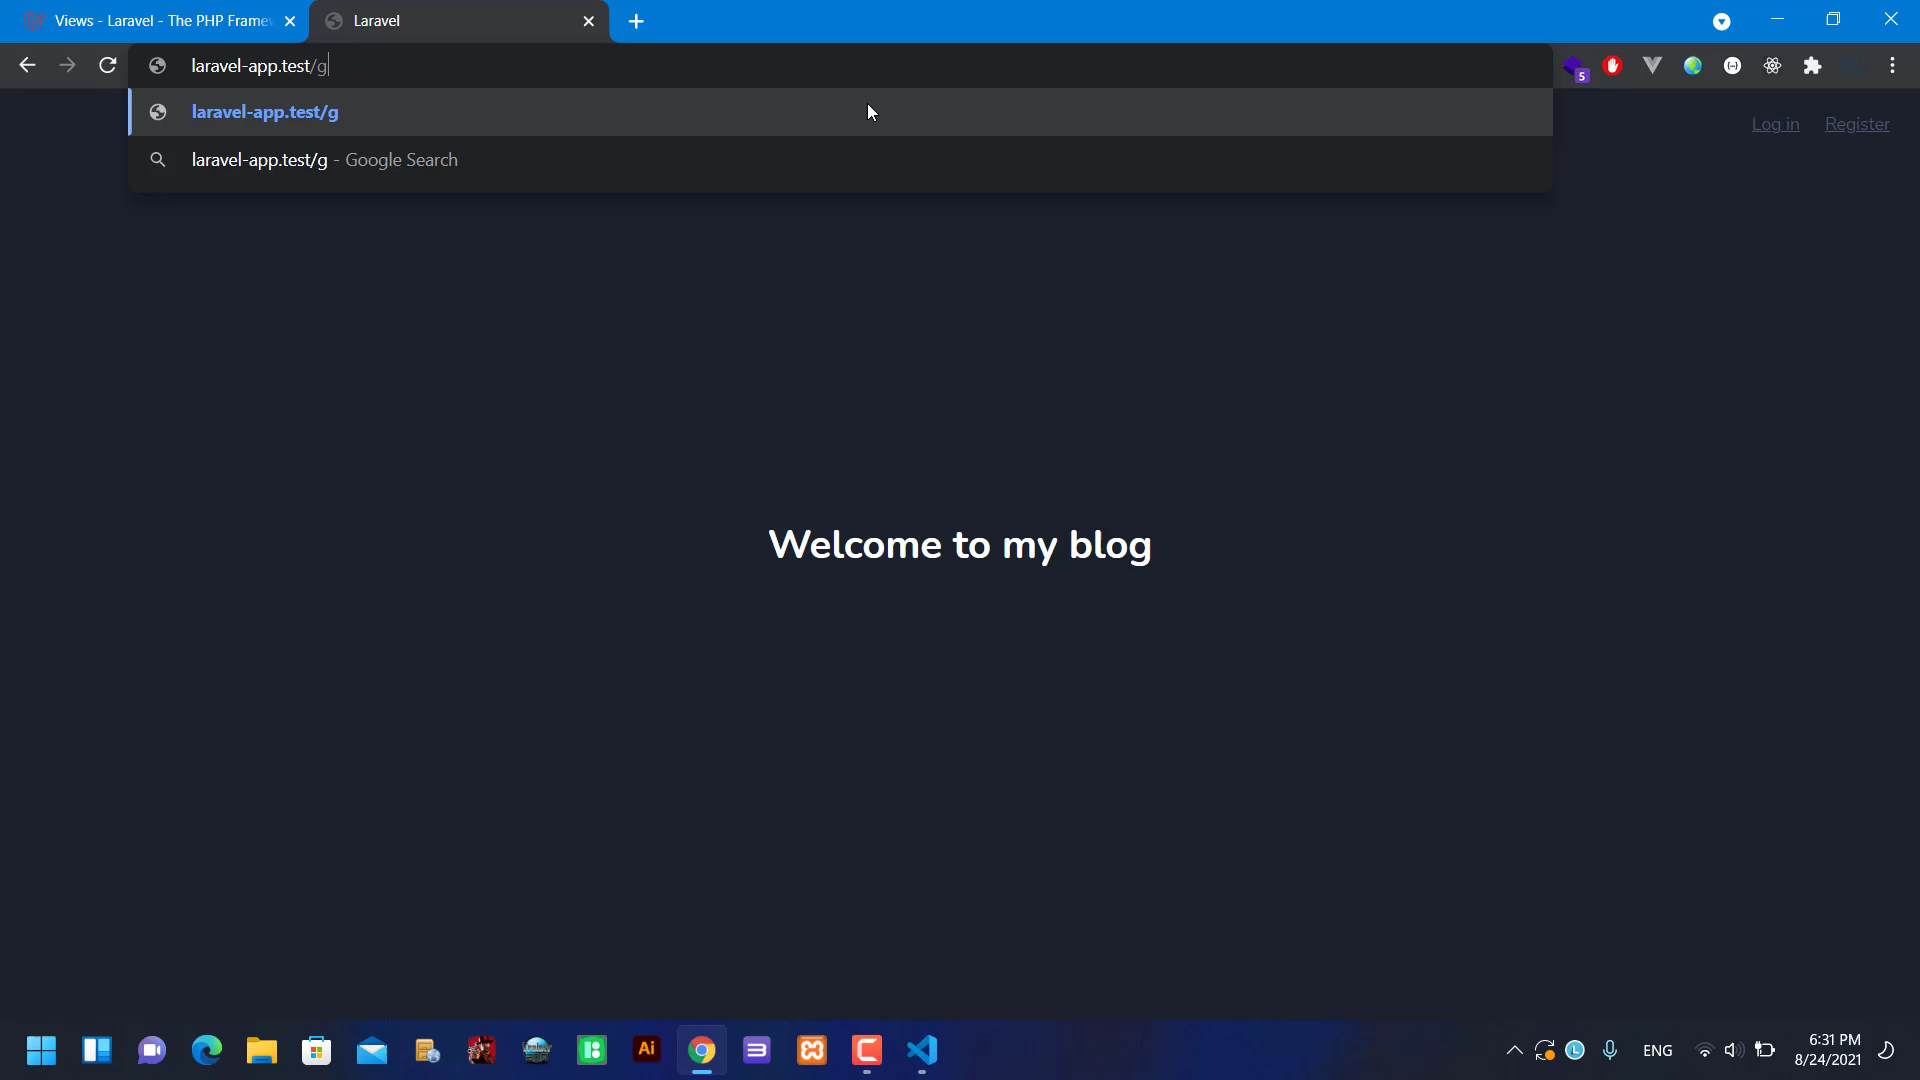 Views - Laravel - The PHP Frame
Laravel
laravel-app.test/g
5
laravel-app.test/g
laravel-app.test/g - Google Search
Log in Register
Welcome to my blog
Ai
ENG
6:31 PM
8/24/2021